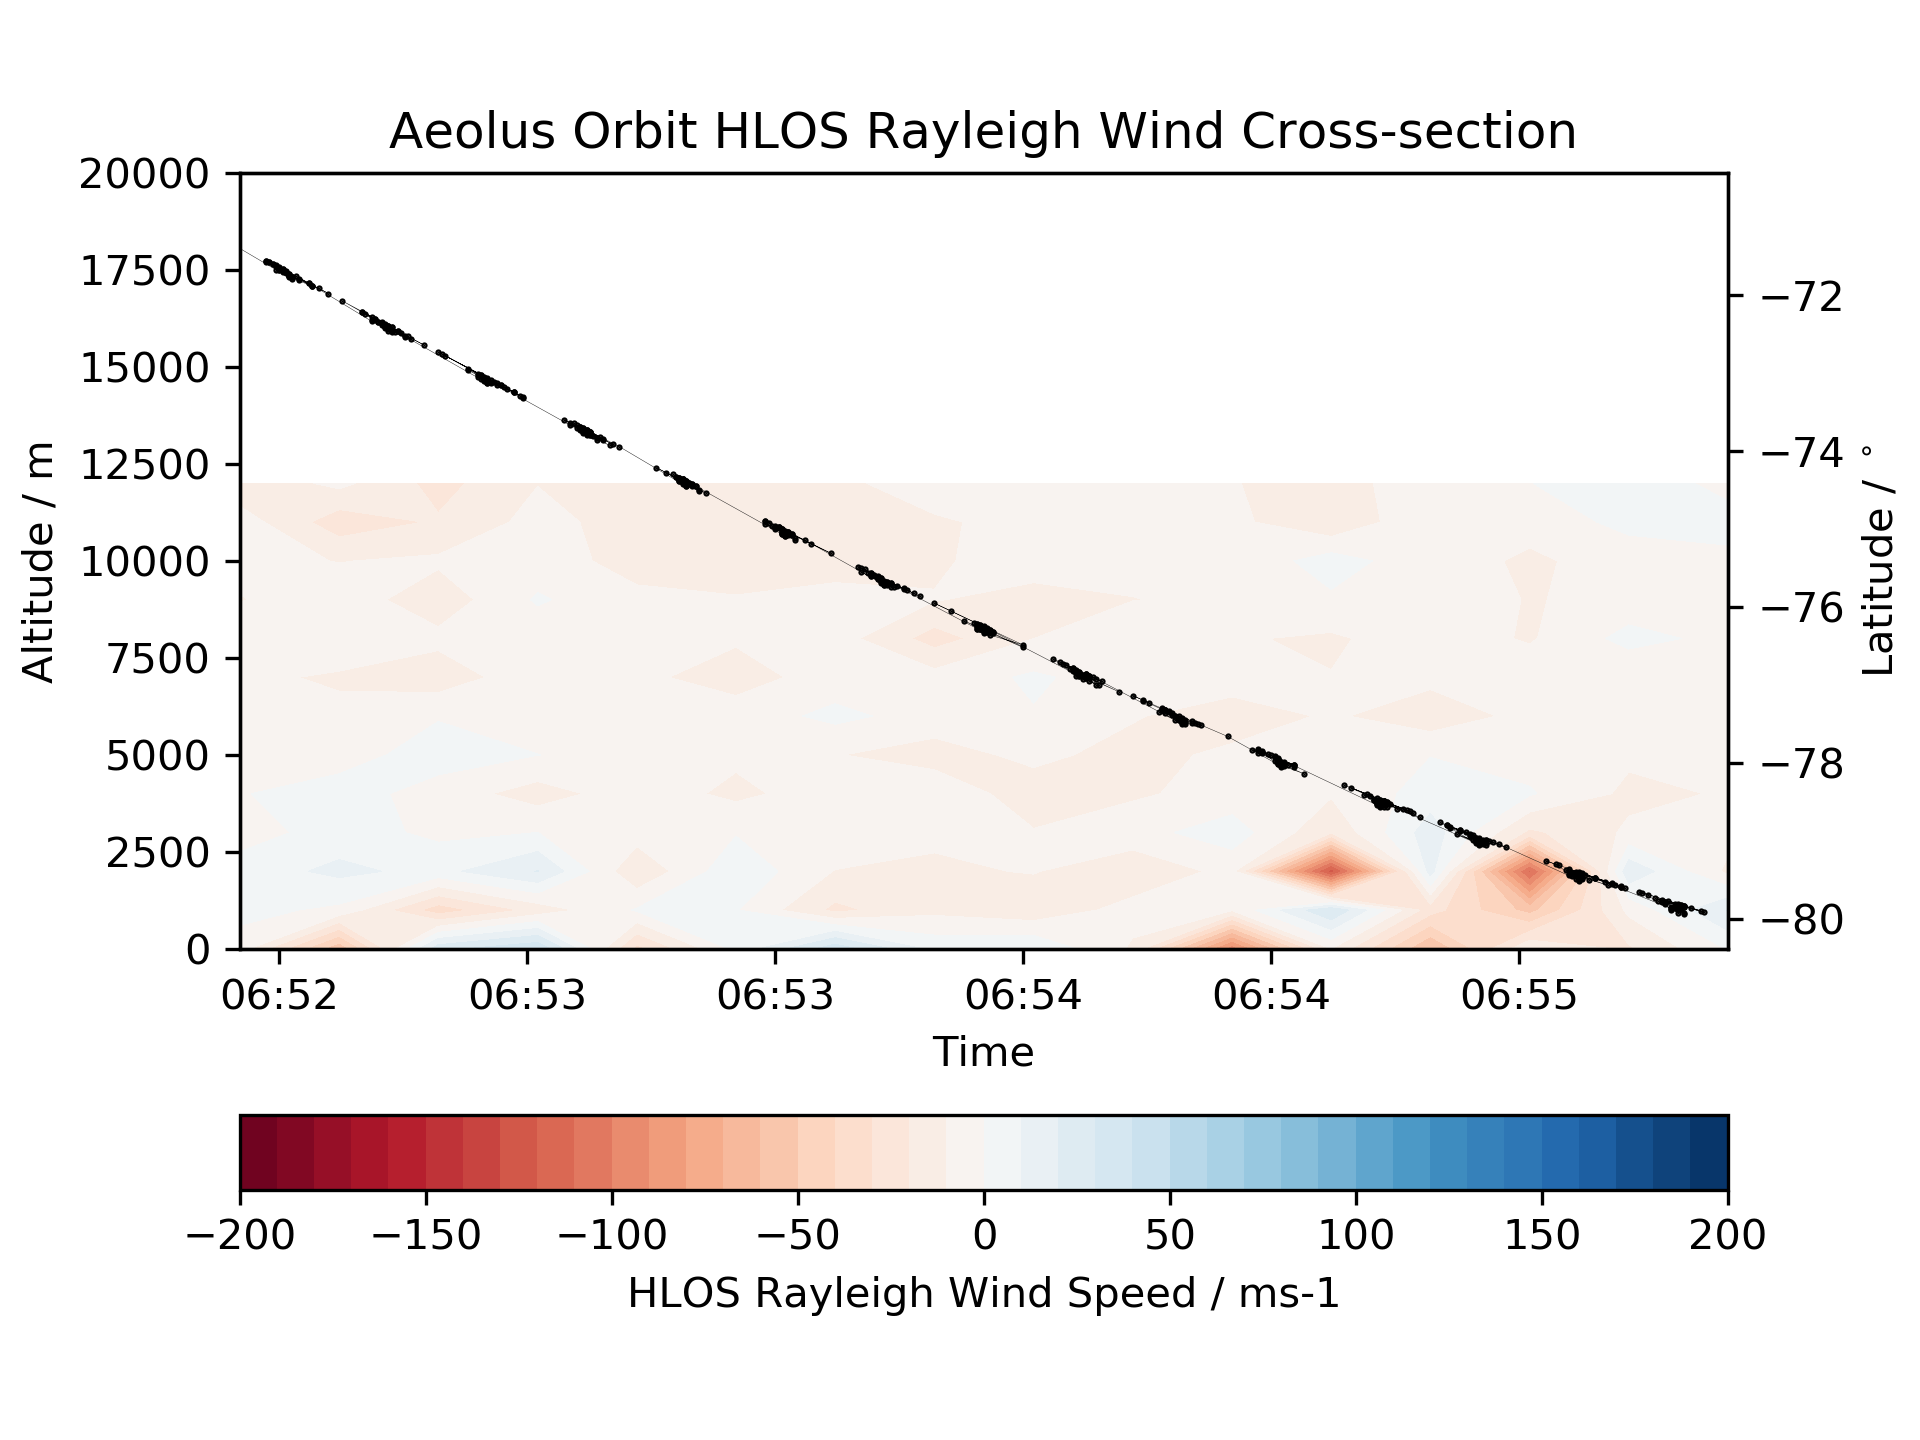 Aeolus Orbit HLOS Rayleigh Wind Cross-section
Altitude / m
20000
17500
15000
12500
10000
7500
5000
2500
0
−72
−74
−76
−78
−80
Latitude / °
06:52 06:53 06:53 06:54 06:54 06:55
Time
−200 −150 −100 −50 0 50 100 150 200
HLOS Rayleigh Wind Speed / ms-1